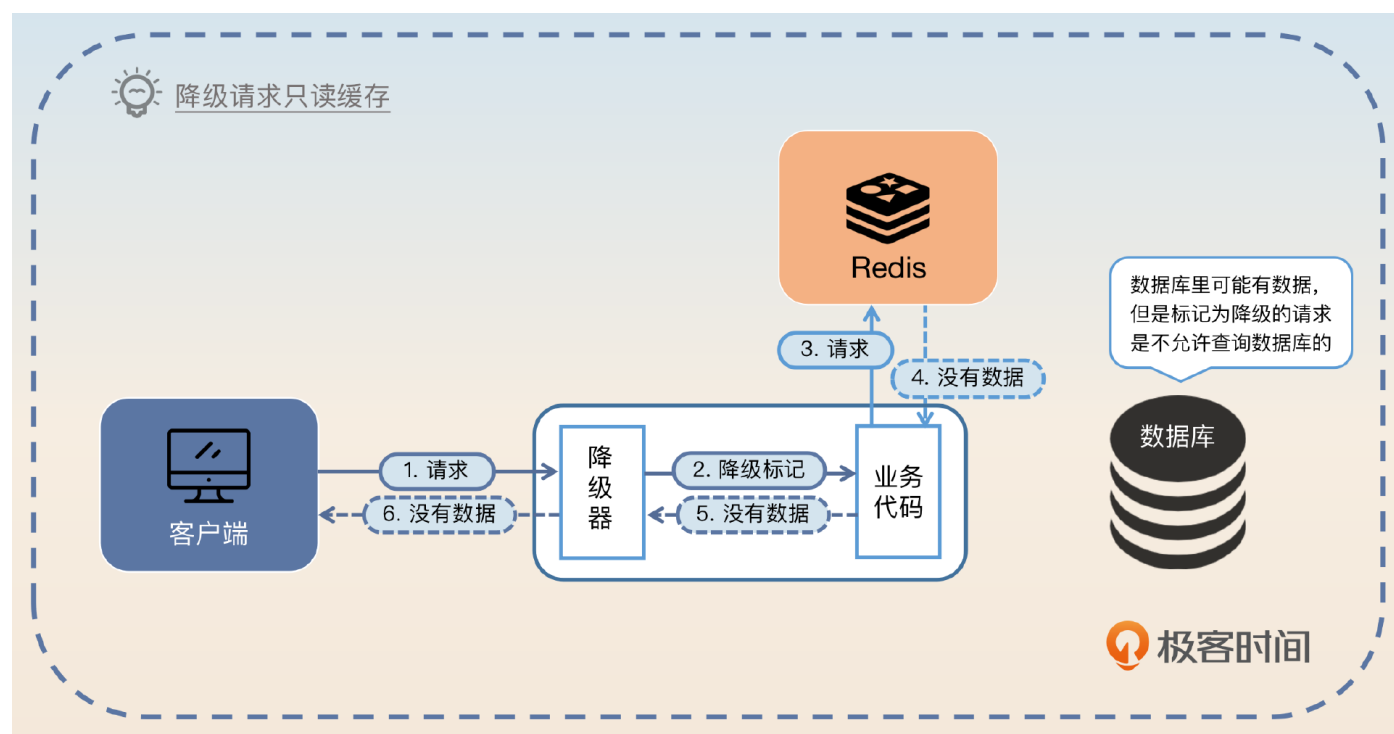 降级请求只读缓存
Redis
数据库里可能有数据,
但是标记为降级的请求
是不允许查询数据库的
3. 请求
4. 没有数据
数据库
降
级
器
业务
代码
1. 请求
2. 降级标记
6. 没有数据
5. 没有数据
客户端
极客时间